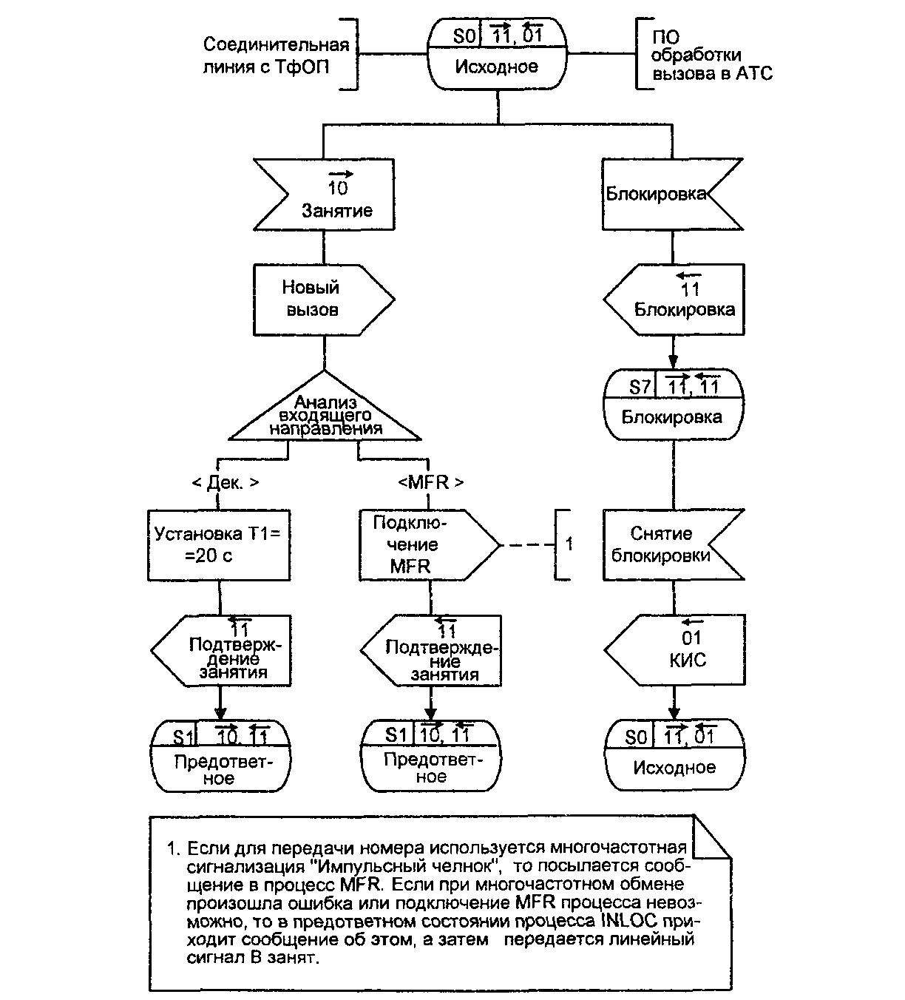 Соединительная
линия с ТфОП
S0 11, 01
Исходное
ПО
обработки
вызова в АТС
10
Занятие
Блокировка
Новый
вызов
11
Блокировка
S7 11, 11
Блокировка
Анализ
входящего
направления
< Дек. >
<MFR >
Установка T1=
=20 с
Подклю-
чение
MFR
1
Снятие
блокировки
11
Подтверж-
дение
занятия
11
Подтвержде-
ние
занятия
01
КИС
S1 10, 11
Предответ-
ное
S1 10, 11
Предответ-
ное
S0 11, 01
Исходное
1. Если для передачи номера используется многочастотная
сигнализация "Импульсный челнок", то посылается сооб-
щение в процесс MFR. Если при многочастотном обмене
произошла ошибка или подключение MFR процесса невоз-
можно, то в предответном состоянии процесса INLOC при-
ходит сообщение об этом, а затем передается линейный
сигнал В занят.